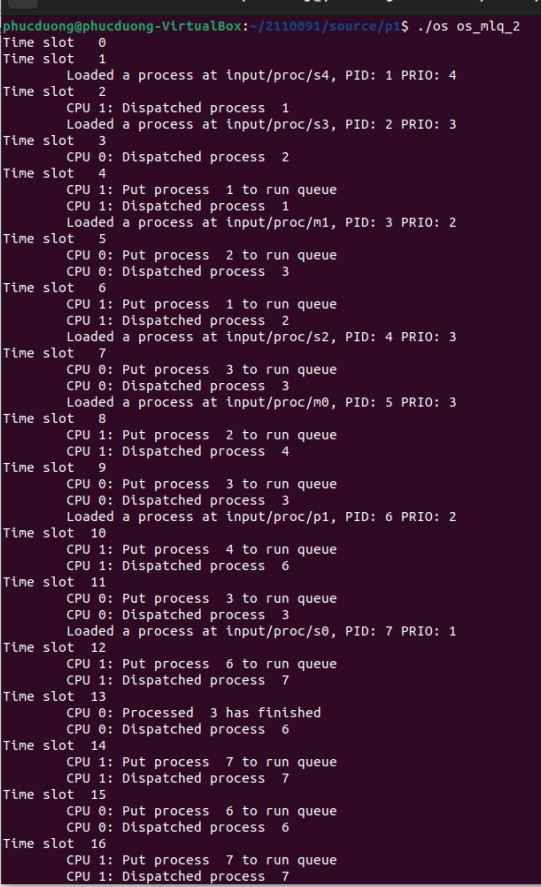 phucduong@phucduong-VirtualBox:~/2110091/source/p1$ ./os os_mlq_2
Time slot   0
Time slot   1
        Loaded a process at input/proc/s4, PID: 1 PRIO: 4
Time slot   2
        CPU 1: Dispatched process  1
        Loaded a process at input/proc/s3, PID: 2 PRIO: 3
Time slot   3
        CPU 0: Dispatched process  2
Time slot   4
        CPU 1: Put process  1 to run queue
        CPU 1: Dispatched process  1
        Loaded a process at input/proc/m1, PID: 3 PRIO: 2
Time slot   5
        CPU 0: Put process  2 to run queue
        CPU 0: Dispatched process  3
Time slot   6
        CPU 1: Put process  1 to run queue
        CPU 1: Dispatched process  2
        Loaded a process at input/proc/s2, PID: 4 PRIO: 3
Time slot   7
        CPU 0: Put process  3 to run queue
        CPU 0: Dispatched process  3
        Loaded a process at input/proc/m0, PID: 5 PRIO: 3
Time slot   8
        CPU 1: Put process  2 to run queue
        CPU 1: Dispatched process  4
Time slot   9
        CPU 0: Put process  3 to run queue
        CPU 0: Dispatched process  3
        Loaded a process at input/proc/p1, PID: 6 PRIO: 2
Time slot  10
        CPU 1: Put process  4 to run queue
        CPU 1: Dispatched process  6
Time slot  11
        CPU 0: Put process  3 to run queue
        CPU 0: Dispatched process  3
        Loaded a process at input/proc/s0, PID: 7 PRIO: 1
Time slot  12
        CPU 1: Put process  6 to run queue
        CPU 1: Dispatched process  7
Time slot  13
        CPU 0: Processed  3 has finished
        CPU 0: Dispatched process  6
Time slot  14
        CPU 1: Put process  7 to run queue
        CPU 1: Dispatched process  7
Time slot  15
        CPU 0: Put process  6 to run queue
        CPU 0: Dispatched process  6
Time slot  16
        CPU 1: Put process  7 to run queue
        CPU 1: Dispatched process  7